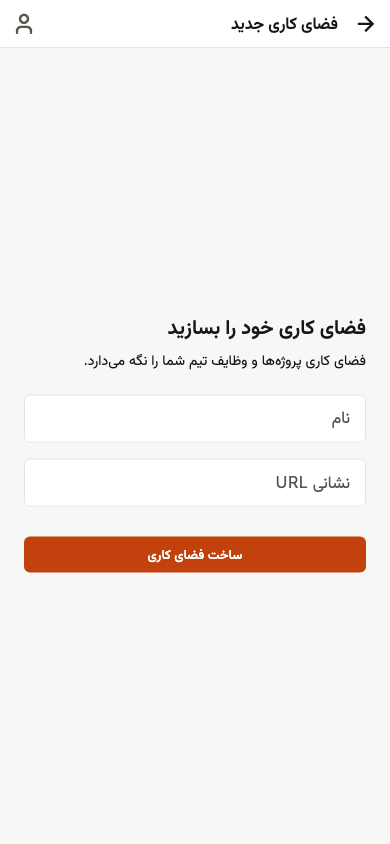 فضای کاری جدید
فضای کاری خود را بسازید
فضای کاری پروژه‌ها و وظایف تیم شما را نگه می‌دارد.
نام
نشانی URL
ساخت فضای کاری